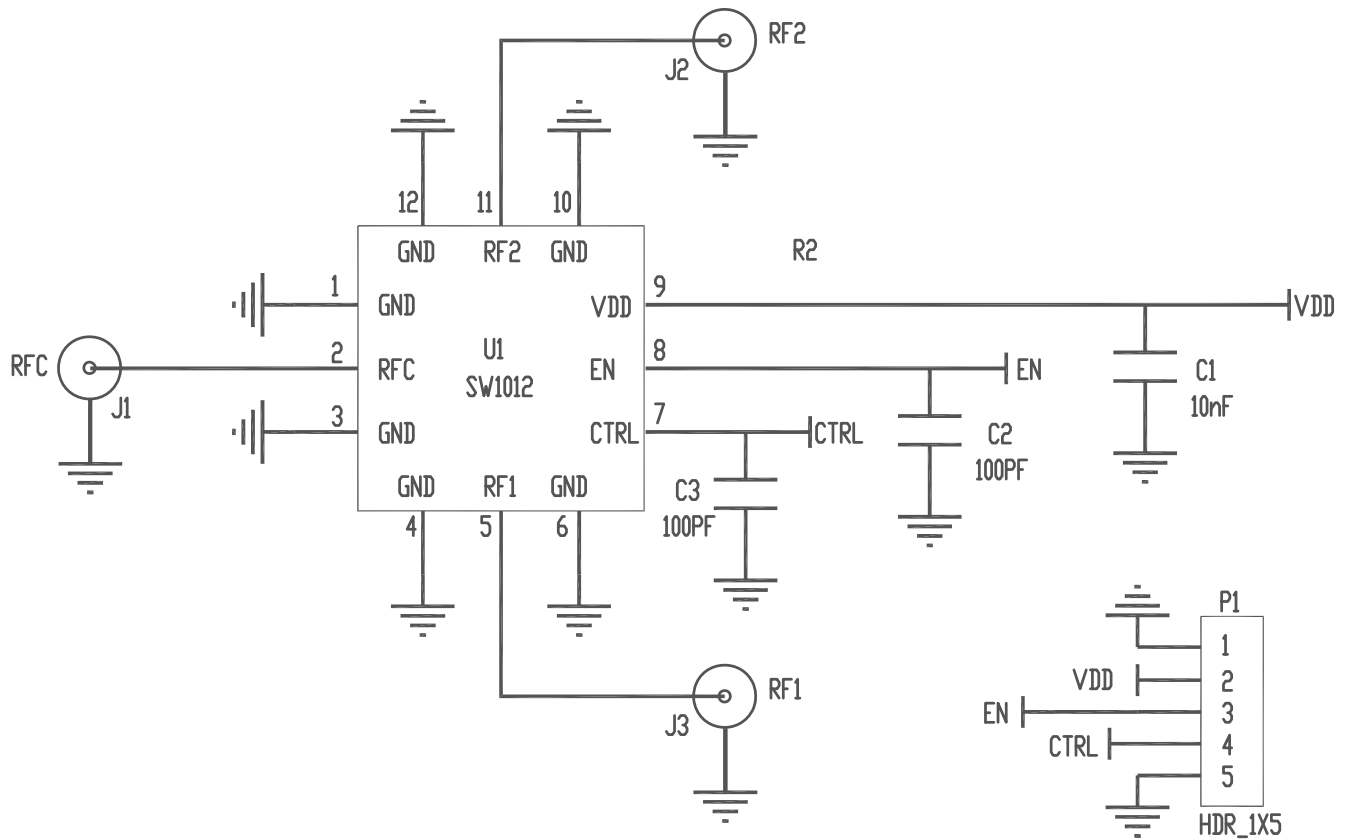 RF2
J2
12
11
10
GND
RF2
GND
R2
1
GND
VDD
9
VDD
RFC
J1
2
RFC
U1
SW1012
EN
8
EN
C1
10nF
3
GND
CTRL
7
CTRL
C2
100PF
GND
RF1
GND
C3
100PF
4
5
6
P1
1
VDD
2
EN
3
CTRL
4
5
HDR_1X5
RF1
J3